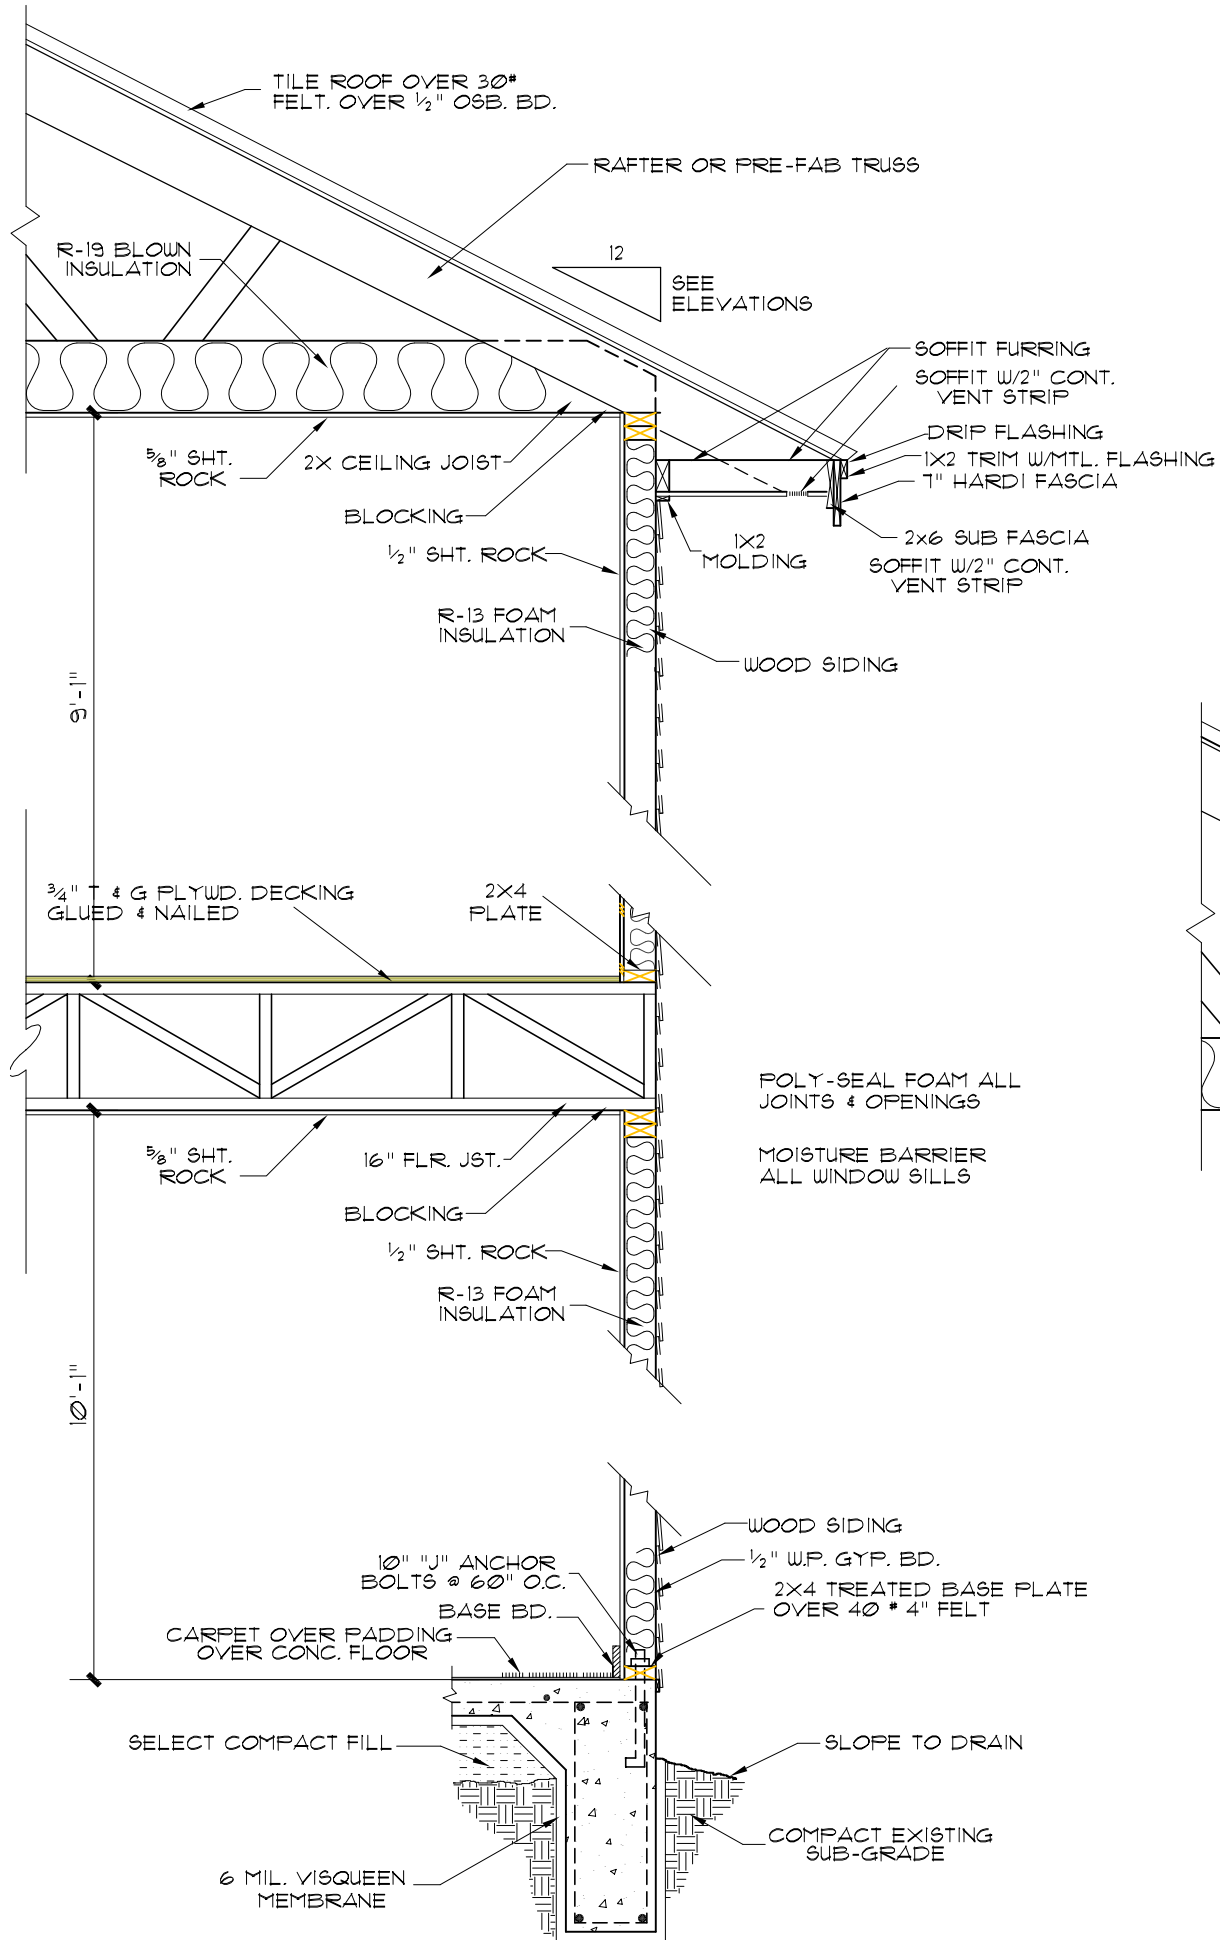 TILE ROOF OVER 30#
FELT. OVER 1/2" OSB. BD.
RAFTER OR PRE-FAB TRUSS
R-19 BLOWN
INSULATION
12
SEE
ELEVATIONS
SOFFIT FURRING
SOFFIT W/2" CONT.
VENT STRIP
DRIP FLASHING
1X2 TRIM W/MTL. FLASHING
7" HARDI FASCIA
5/8" SHT.
ROCK
2X CEILING JOIST
BLOCKING
1/2" SHT. ROCK
1X2
MOLDING
2x6 SUB FASCIA
SOFFIT W/2" CONT.
VENT STRIP
R-13 FOAM
INSULATION
WOOD SIDING
9'-1"
3/4" T & G PLYWD. DECKING
GLUED & NAILED
2X4
PLATE
POLY-SEAL FOAM ALL
JOINTS & OPENINGS
MOISTURE BARRIER
ALL WINDOW SILLS
5/8" SHT.
ROCK
16" FLR. JST.
BLOCKING
1/2" SHT. ROCK
R-13 FOAM
INSULATION
10'-1"
WOOD SIDING
1/2" W.P. GYP. BD.
2X4 TREATED BASE PLATE
OVER 40 # 4" FELT
10" "J" ANCHOR
BOLTS @ 60" O.C.
BASE BD.
CARPET OVER PADDING
OVER CONC. FLOOR
SELECT COMPACT FILL
SLOPE TO DRAIN
COMPACT EXISTING
SUB-GRADE
6 MIL. VISQUEEN
MEMBRANE